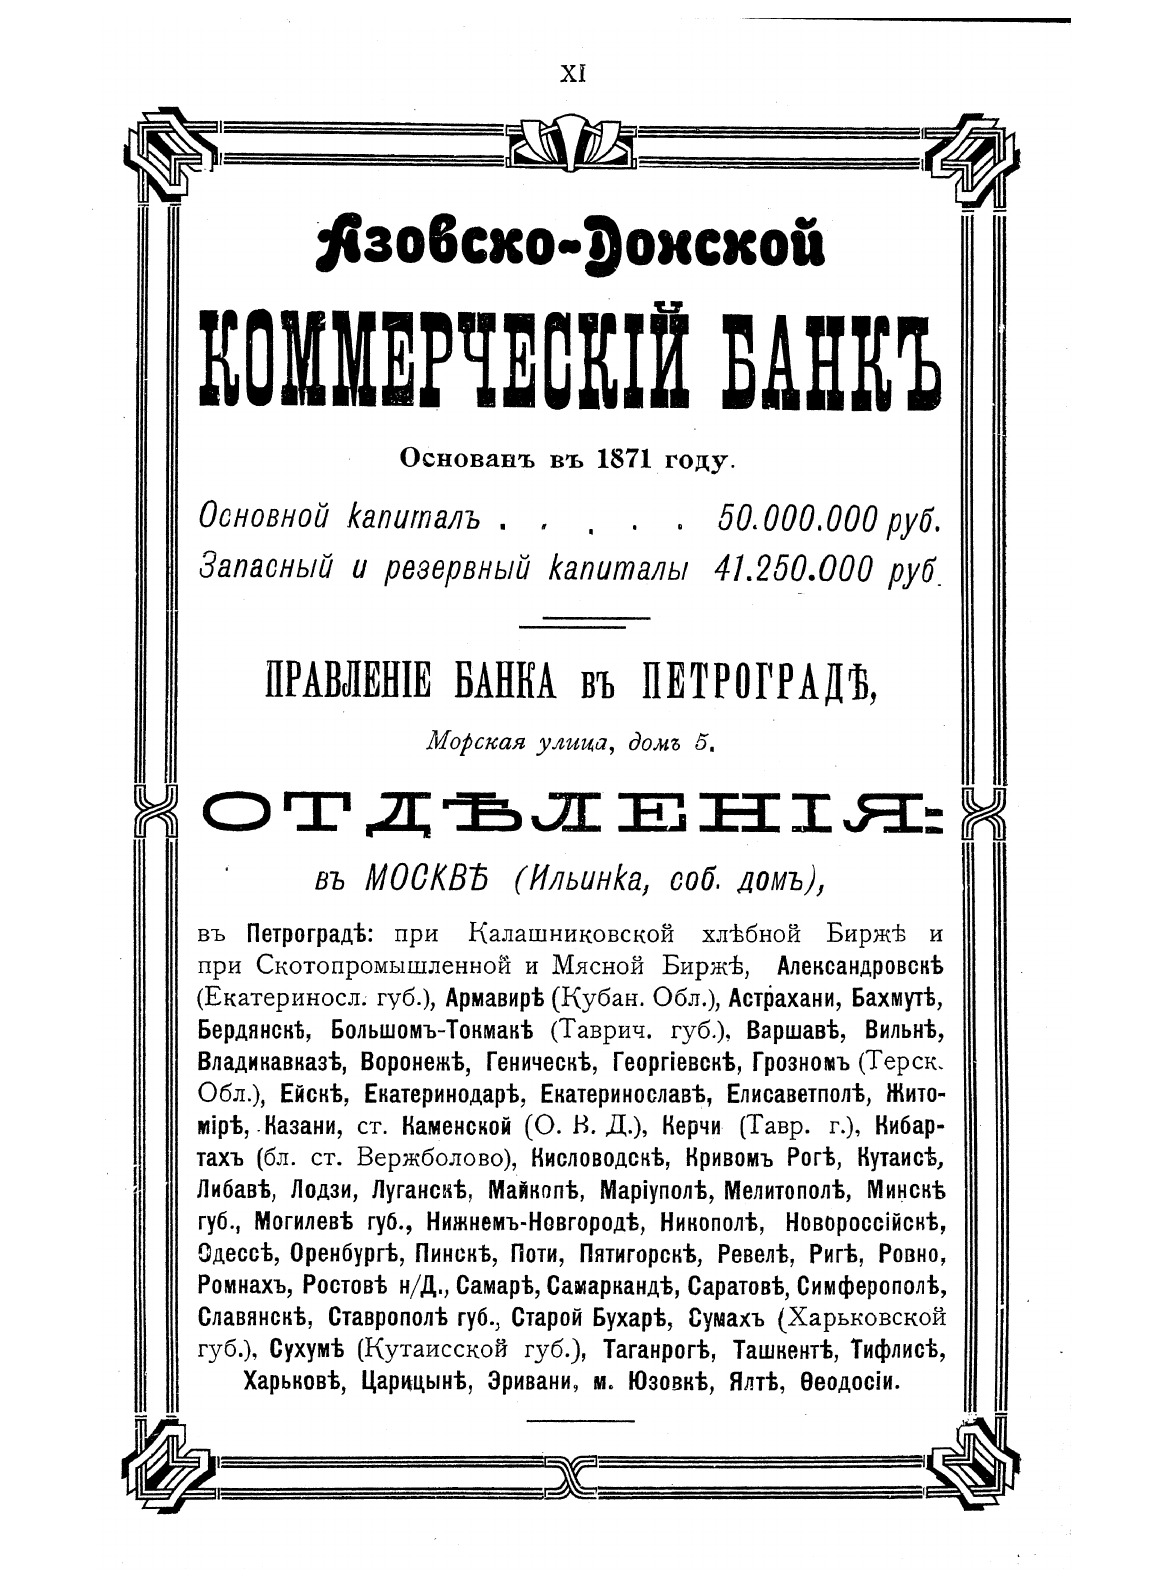 XI
Азовско-Донской
КОММЕРЧЕСКІЙ БАНКЪ
Основанъ въ 1871 году.
Основной капиталъ . . . . . 50.000.000 руб.
Запасный и резервный капиталы 41.250.000 руб.
ПРАВЛЕНІЕ БАНКА въ ПЕТРОГРАДѢ,
Морская улица, домъ 5.
ОТДѢЛЕНІЯ:
въ МОСКВѢ (Ильинка, соб. домъ),
въ Петроградѣ: при Калашниковской хлѣбной Биржѣ и
при Скотопромышленной и Мясной Биржѣ, Александровскѣ
(Екатериносл. губ.), Армавирѣ (Кубан. Обл.), Астрахани, Бахмутѣ,
Бердянскѣ, Большомъ-Токмакѣ (Таврич. губ.), Варшавѣ, Вильнѣ,
Владикавказѣ, Воронежѣ, Геническѣ, Георгіевскѣ, Грозномъ (Терск.
Обл.), Ейскѣ, Екатеринодарѣ, Екатеринославѣ, Елисаветполѣ, Жито-
мірѣ, Казани, ст. Каменской (О. В. Д.), Керчи (Тавр. г.), Кибар-
тахъ (бл. ст. Вержболово), Кисловодскѣ, Кривомъ Рогѣ, Кутаисѣ,
Либавѣ, Лодзи, Луганскѣ, Майкопѣ, Маріуполѣ, Мелитополѣ, Минскѣ
губ., Могилевѣ губ., Нижнемъ-Новгородѣ, Никополѣ, Новороссійскѣ,
Одессѣ, Оренбургѣ, Пинскѣ, Поти, Пятигорскѣ, Ревелѣ, Ригѣ, Ровно,
Ромнахъ, Ростовѣ н/Д., Самарѣ, Самаркандѣ, Саратовѣ, Симферополѣ,
Славянскѣ, Ставрополѣ губ., Старой Бухарѣ, Сумахъ (Харьковской
губ.), Сухумѣ (Кутаисской губ.), Таганрогѣ, Ташкентѣ, Тифлисѣ,
Харьковѣ, Царицынѣ, Эривани, м. Юзовкѣ, Ялтѣ, Ѳеодосіи.